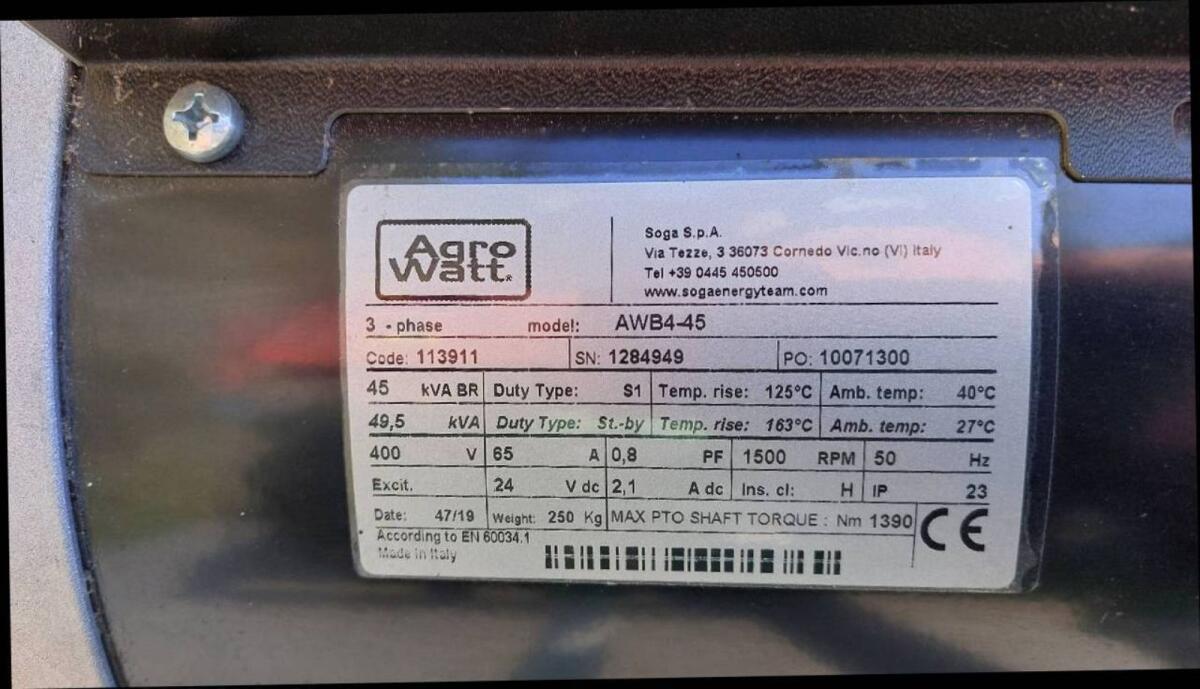 Agro
Watt®
Soga S.p.A.
Via Tezze, 3 36073 Cornedo Vic.no (VI) Italy
Tel +39 0445 450500
www.sogaenergyteam.com
3 - phase model: AWB4-45
Code: 113911 SN: 1284949 PO: 10071300
45 kVA BR Duty Type: S1 Temp. rise: 125°C Amb. temp: 40°C
49,5 kVA Duty Type: St.-by Temp. rise: 163°C Amb. temp: 27°C
400 V 65 A 0,8 PF 1500 RPM 50 Hz
Excit. 24 V dc 2,1 A dc Ins. cl: H IP 23
Date: 47/19 Weight: 250 Kg MAX PTO SHAFT TORQUE : Nm 1390 CE
According to EN 60034.1
Made in Italy